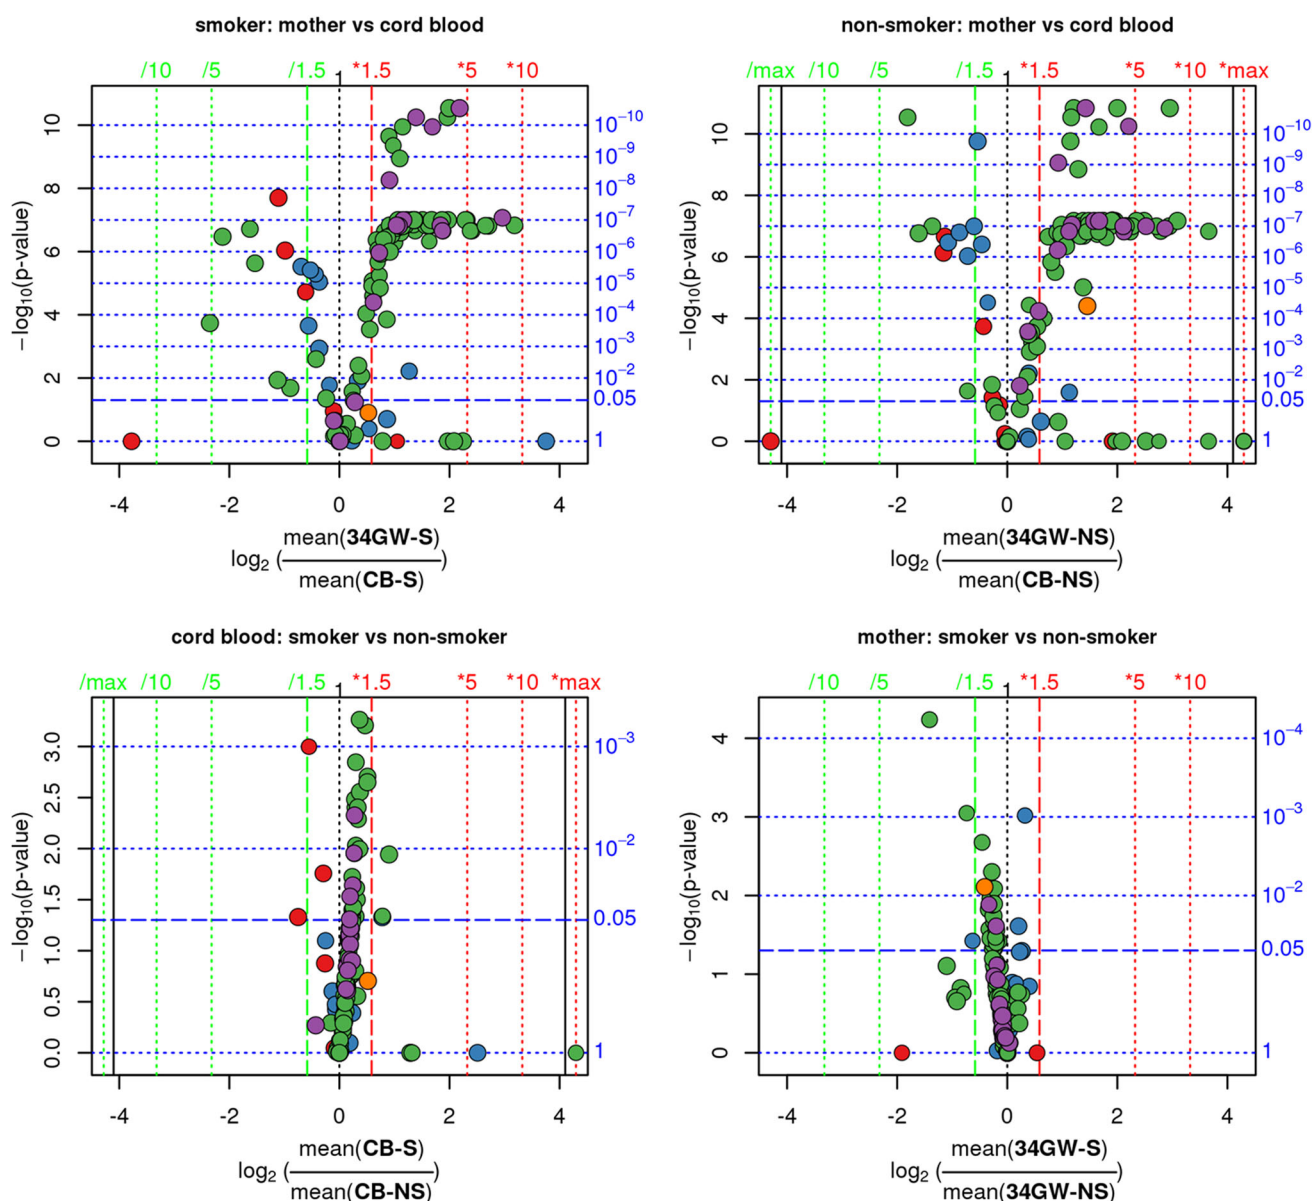 smoker: mother vs cord blood
/10 /5 /1.5 1 *1.5 *5 *10
−log10(p-value)
0 2 4 6 8 10
10−10
10−9
10−8
10−7
10−6
10−5
10−4
10−3
10−2
0.05
1
-4 -2 0 2 4
log2 (mean(34GW-S)
mean(CB-S))
non-smoker: mother vs cord blood
/max /10 /5 /1.5 1 *1.5 *5 *10 *max
−log10(p-value)
0 2 4 6 8 10
10−10
10−9
10−8
10−7
10−6
10−5
10−4
10−3
10−2
0.05
1
-4 -2 0 2 4
log2 (mean(34GW-NS)
mean(CB-NS))
cord blood: smoker vs non-smoker
/max /10 /5 /1.5 1 *1.5 *5 *10 *max
−log10(p-value)
0.0 0.5 1.0 1.5 2.0 2.5 3.0
10−3
10−2
0.05
1
-4 -2 0 2 4
log2 (mean(CB-S)
mean(CB-NS))
mother: smoker vs non-smoker
/10 /5 /1.5 1 *1.5 *5 *10
−log10(p-value)
0 1 2 3 4
10−4
10−3
10−2
0.05
1
-4 -2 0 2 4
log2 (mean(34GW-S)
mean(34GW-NS))